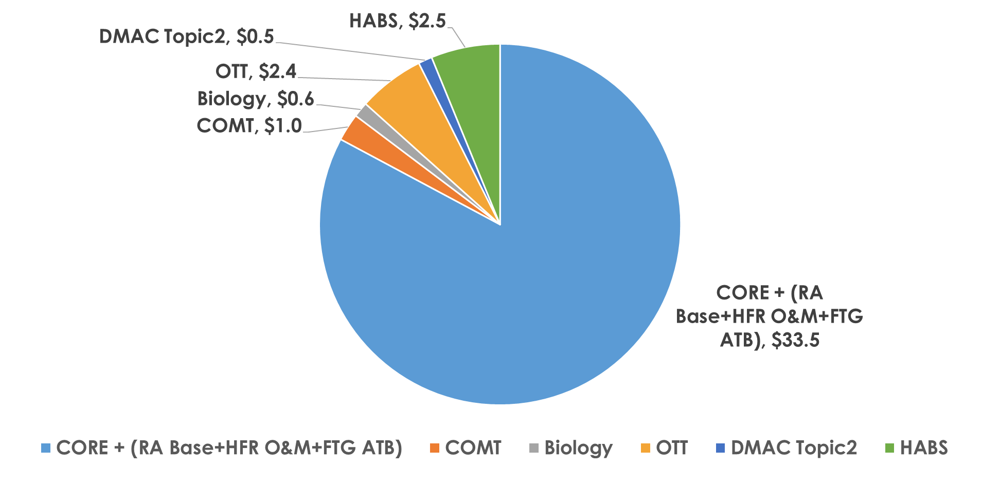 HABS, $2.5
DMAC Topic2, $0.5
OTT, $2.4
Biology, $0.6
COMT, $1.0
CORE + (RA
Base+HFR O&M+FTG
ATB), $33.5
CORE + (RA Base+HFR O&M+FTG ATB)
COMT
Biology
OTT
DMAC Topic2
HABS